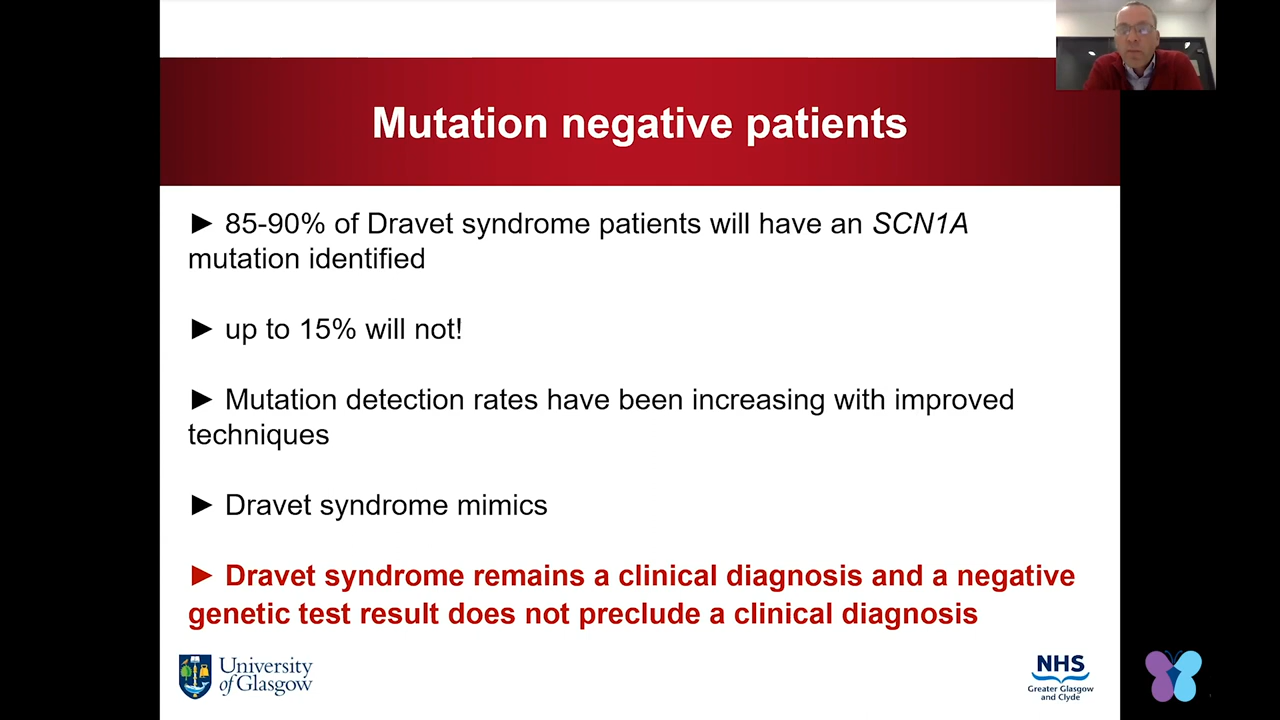 Mutation negative patients
► 85-90% of Dravet syndrome patients will have an SCN1A
mutation identified
► up to 15% will not!
► Mutation detection rates have been increasing with improved
techniques
► Dravet syndrome mimics
► Dravet syndrome remains a clinical diagnosis and a negative
genetic test result does not preclude a clinical diagnosis
University
of Glasgow
NHS
Greater Glasgow
and Clyde